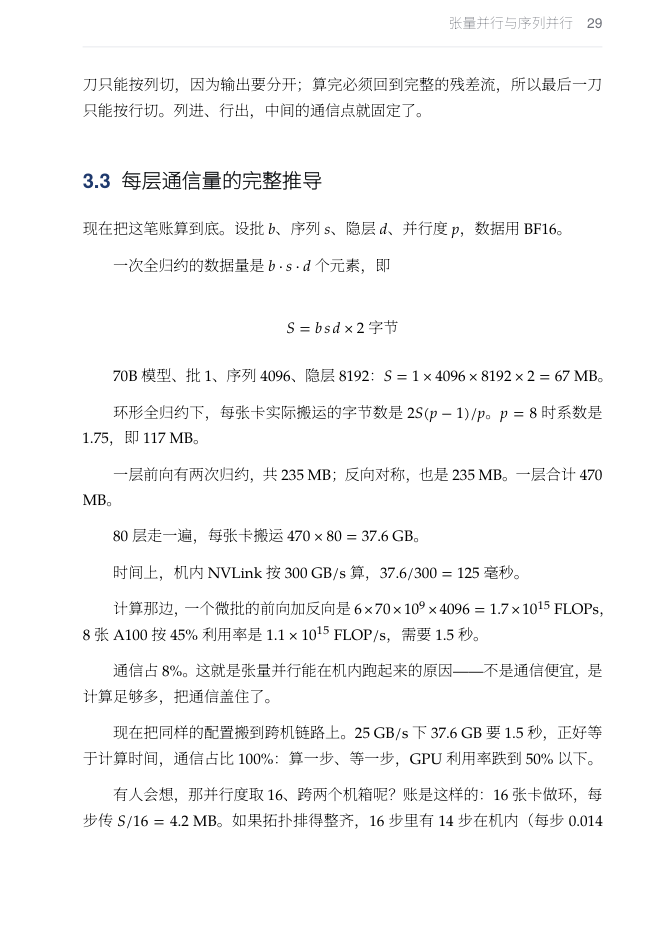 张量并行与序列并行 29
刀只能按列切，因为输出要分开；算完必须回到完整的残差流，所以最后一刀
只能按行切。列进、行出，中间的通信点就固定了。
3.3 每层通信量的完整推导
现在把这笔账算到底。设批 b、序列 s、隐层 d、并行度 p，数据用 BF16。
一次全归约的数据量是 b · s · d 个元素，即
S = b s d × 2 字节
70B 模型、批 1、序列 4096、隐层 8192：S = 1 × 4096 × 8192 × 2 = 67 MB。
环形全归约下，每张卡实际搬运的字节数是 2S(p − 1)/p。p = 8 时系数是
1.75，即 117 MB。
一层前向有两次归约，共 235 MB；反向对称，也是 235 MB。一层合计 470
MB。
80 层走一遍，每张卡搬运 470 × 80 = 37.6 GB。
时间上，机内 NVLink 按 300 GB/s 算，37.6/300 = 125 毫秒。
计算那边，一个微批的前向加反向是 6×70×10⁹×4096 = 1.7×10¹⁵ FLOPs，
8 张 A100 按 45% 利用率是 1.1 × 10¹⁵ FLOP/s，需要 1.5 秒。
通信占 8%。这就是张量并行能在机内跑起来的原因——不是通信便宜，是
计算足够多，把通信盖住了。
现在把同样的配置搬到跨机链路上。25 GB/s 下 37.6 GB 要 1.5 秒，正好等
于计算时间，通信占比 100%：算一步、等一步，GPU 利用率跌到 50% 以下。
有人会想，那并行度取 16、跨两个机箱呢？账是这样的：16 张卡做环，每
步传 S/16 = 4.2 MB。如果拓扑排得整齐，16 步里有 14 步在机内（每步 0.014